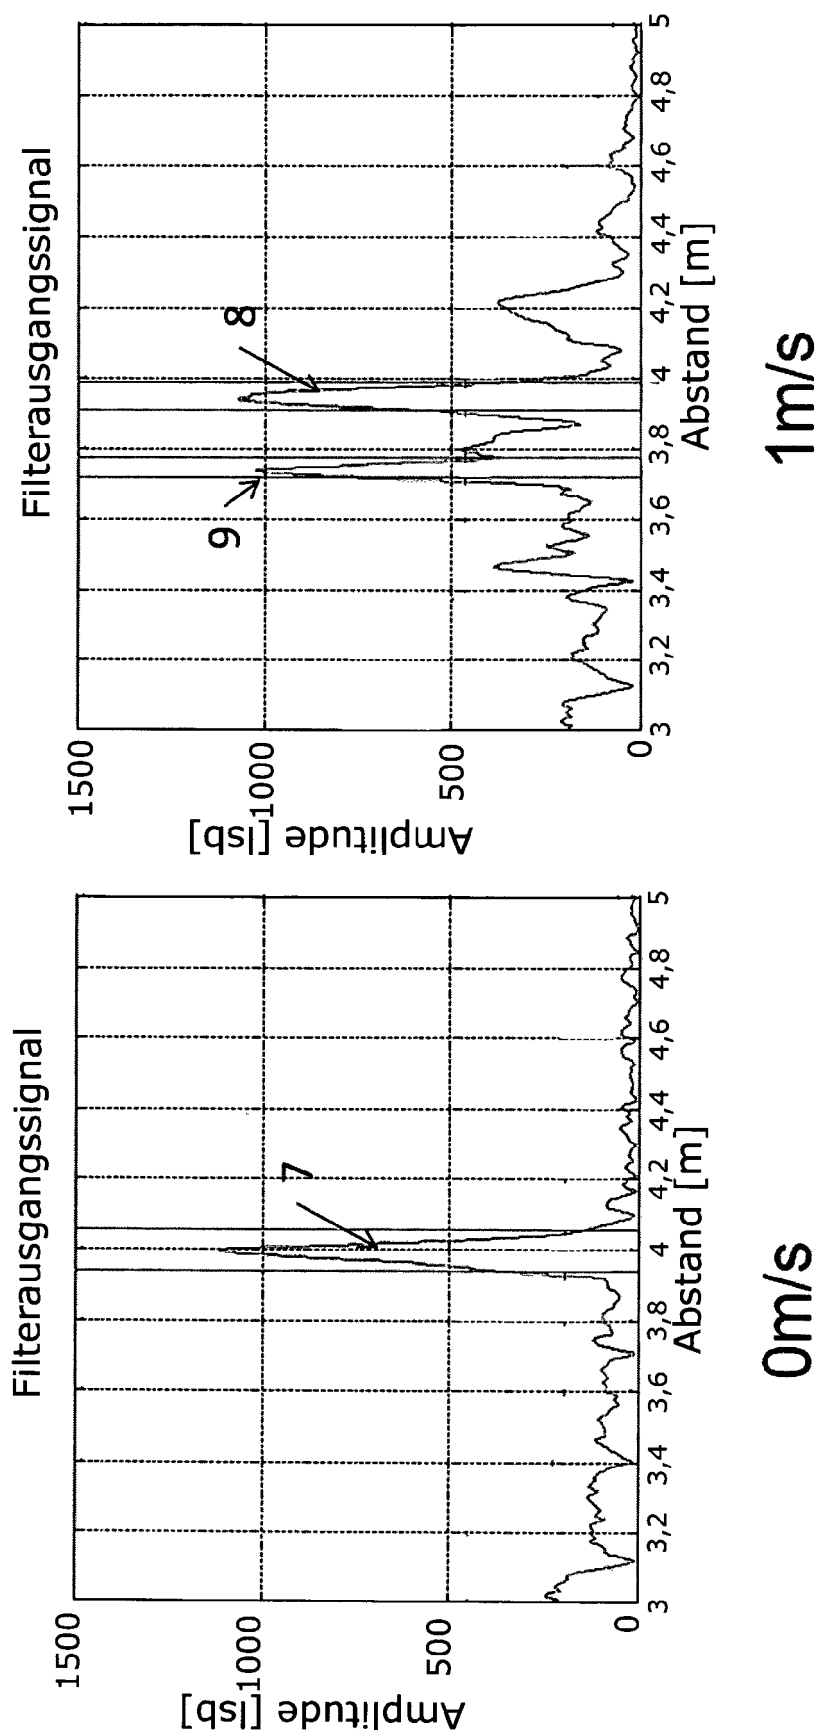 Filterausgangssignal
Amplitude [lsb]
1500
1000
500
0
7
3 3,2 3,4 3,6 3,8 4 4,2 4,4 4,6 4,8 5
Abstand [m]
0m/s
Filterausgangssignal
Amplitude [lsb]
1500
1000
500
0
9
8
3 3,2 3,4 3,6 3,8 4 4,2 4,4 4,6 4,8 5
Abstand [m]
1m/s